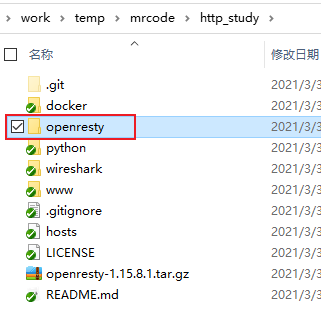 work > temp > mrcode > http_study >
名称 修改日期
.git 2021/3/3
docker 2021/3/3
openresty 2021/3/3
python 2021/3/3
wireshark 2021/3/3
www 2021/3/3
.gitignore 2021/3/3
hosts 2021/3/3
LICENSE 2021/3/3
openresty-1.15.8.1.tar.gz 2021/3/3
README.md 2021/3/3